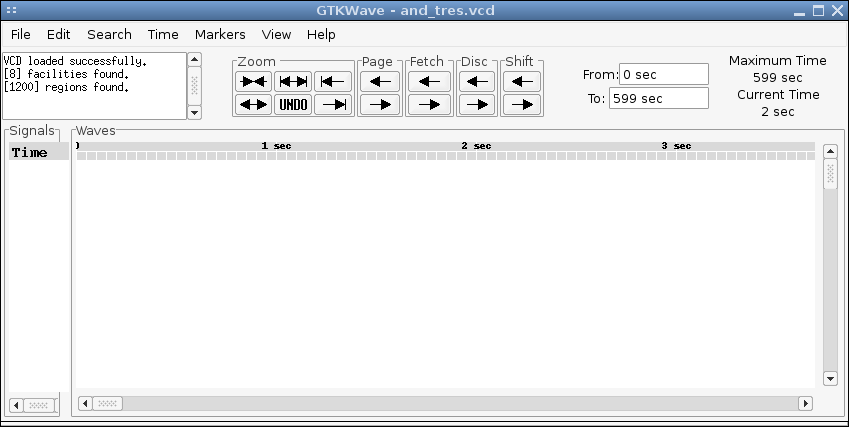 GTKWave - and_tres.vcd
File Edit Search Time Markers View Help
VCD loaded successfully.
[8] facilities found.
[1200] regions found.
Zoom Page Fetch Disc Shift
UNDO
From: 0 sec
To: 599 sec
Maximum Time
599 sec
Current Time
2 sec
Signals
Time
Waves
1 sec 2 sec 3 sec